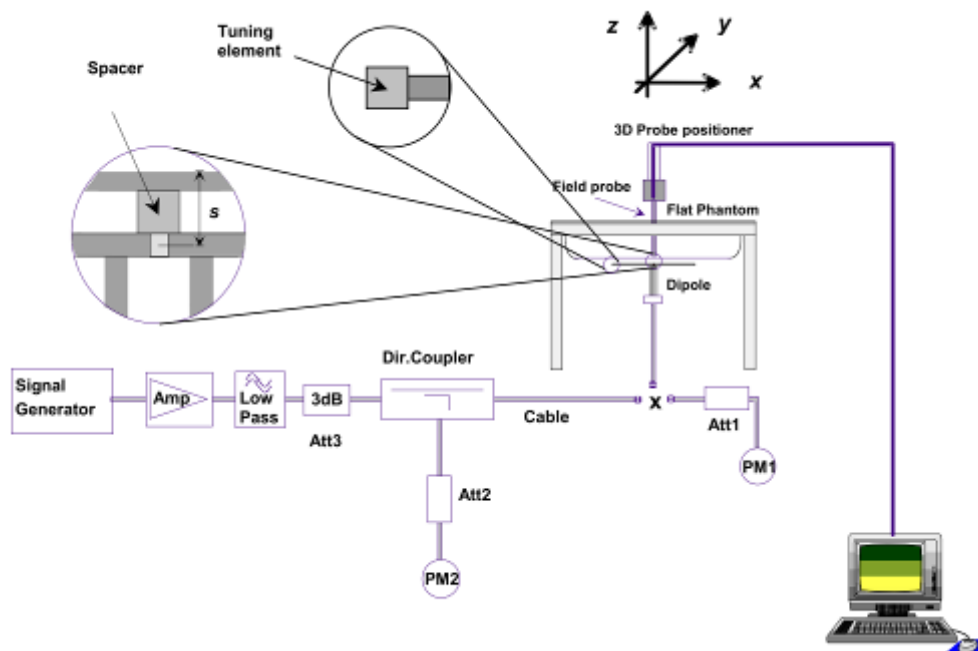 Tuning
element
Spacer
z
y
x
3D Probe positioner
Field probe
Flat Phantom
s
Dipole
Dir.Coupler
Signal
Generator
Amp
Low
Pass
3dB
Att3
Cable
x
Att1
PM1
Att2
PM2